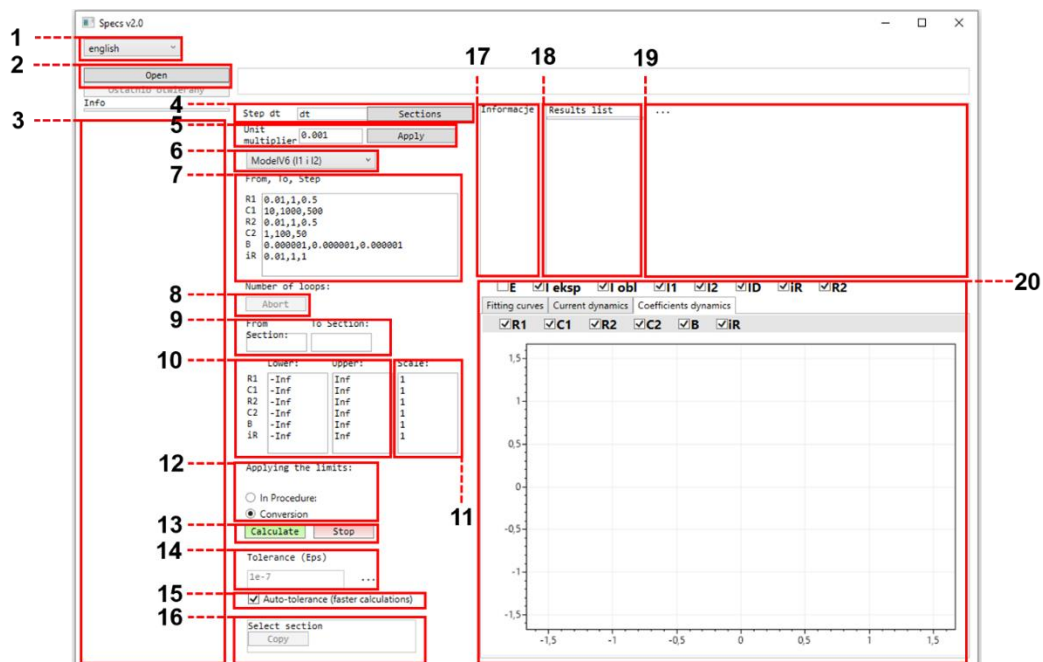 Specs v2.0
1
english
17 18 19
2
Open
Ostatnio otwierany
Info
3
4
Step dt dt Sections
Informacje
Results list
...
5
Unit multiplier 0.001 Apply
6
ModelV6 (I1 i I2)
7
From, To, Step
R1 0.01,1,0.5
C1 10,1000,500
R2 0.01,1,0.5
C2 1,100,50
B 0.000001,0.000001,0.000001
iR 0.01,1,1
Number of loops:
8
Abort
9
From Section: To Section:
10
Lower: Upper: Scale:
R1 -Inf Inf 1
C1 -Inf Inf 1
R2 -Inf Inf 1
C2 -Inf Inf 1
B -Inf Inf 1
iR -Inf Inf 1
11
12
Applying the limits:
In Procedure:
Conversion
13
Calculate Stop
14
Tolerance (Eps)
1e-7 ...
15
Auto-tolerance (faster calculations)
16
Select section
Copy
20
E I eksp I obl I1 I2 ID iR R2
Fitting curves Current dynamics Coefficients dynamics
R1 C1 R2 C2 B iR
1,5
1
0,5
0
-0,5
-1
-1,5
-1,5 -1 -0,5 0 0,5 1 1,5